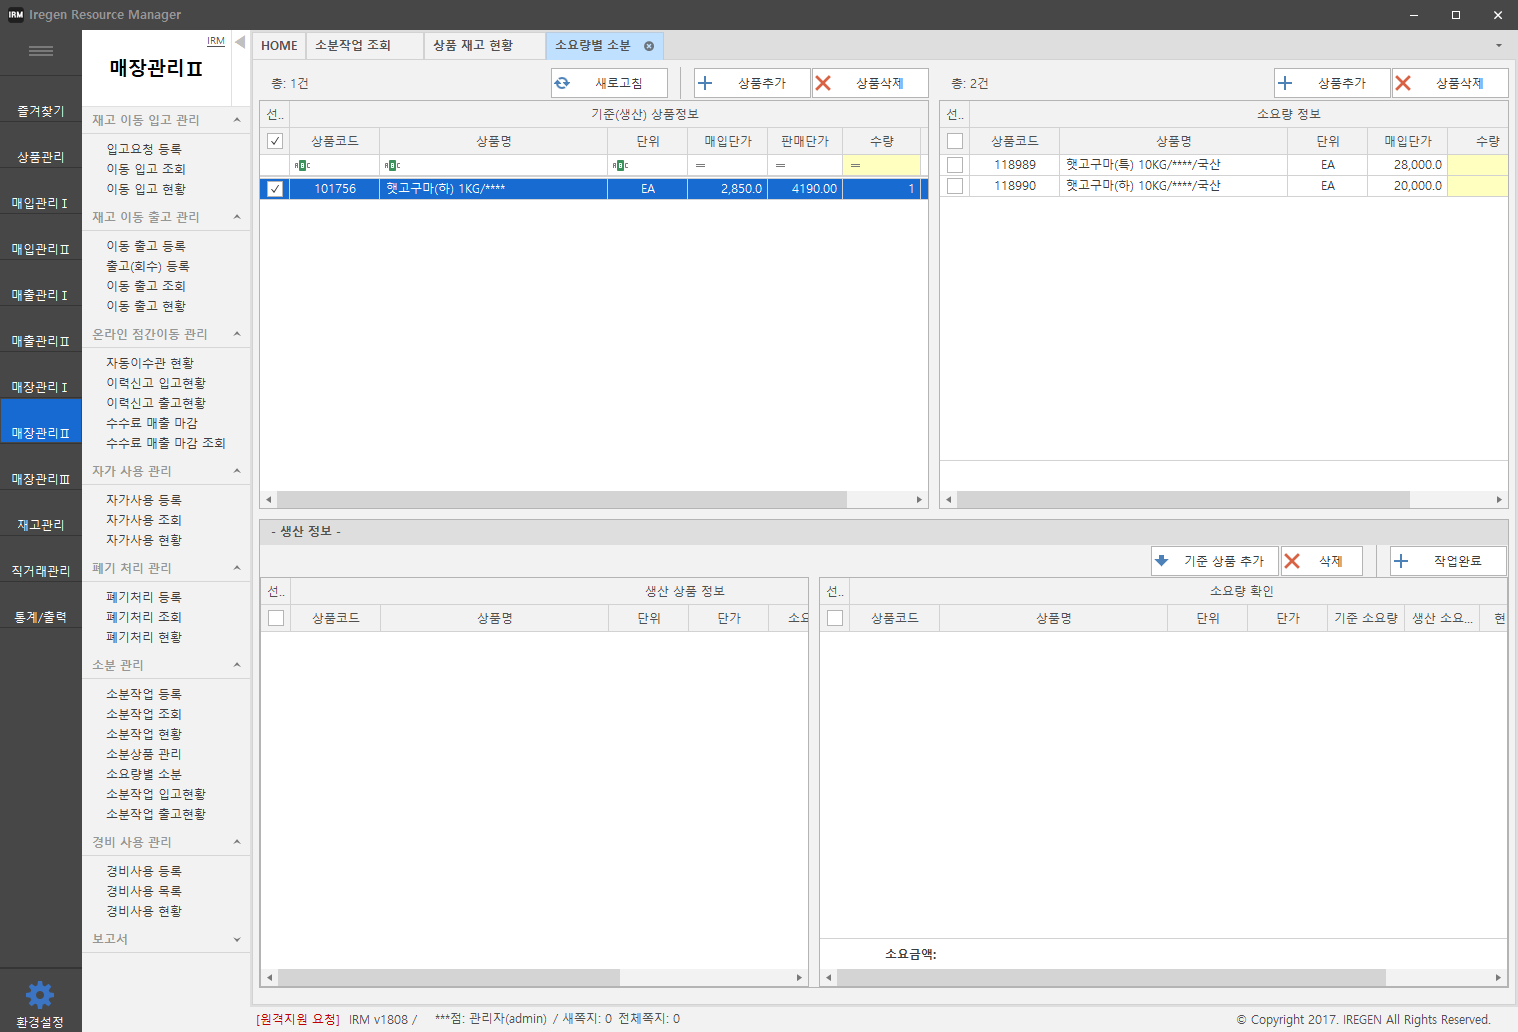 IRM Iregen Resource Manager
즐겨찾기
상품관리
매입관리Ⅰ
매입관리Ⅱ
매출관리Ⅰ
매출관리Ⅱ
매장관리Ⅰ
매장관리Ⅱ
매장관리Ⅲ
재고관리
직거래관리
통계/출력
환경설정
IRM
매장관리Ⅱ
재고 이동 입고 관리
입고요청 등록
이동 입고 조회
이동 입고 현황
재고 이동 출고 관리
이동 출고 등록
출고(회수) 등록
이동 출고 조회
이동 출고 현황
온라인 점간이동 관리
자동이수관 현황
이력신고 입고현황
이력신고 출고현황
수수료 매출 마감
수수료 매출 마감 조회
자가 사용 관리
자가사용 등록
자가사용 조회
자가사용 현황
폐기 처리 관리
폐기처리 등록
폐기처리 조회
폐기처리 현황
소분 관리
소분작업 등록
소분작업 조회
소분작업 현황
소분상품 관리
소요량별 소분
소분작업 입고현황
소분작업 출고현황
경비 사용 관리
경비사용 등록
경비사용 목록
경비사용 현황
보고서
HOME 소분작업 조회 상품 재고 현황 소요량별 소분
총: 1건 새로고침 상품추가 상품삭제
선.. 기준(생산) 상품정보
상품코드 상품명 단위 매입단가 판매단가 수량
ABC ABC ABC = = =
101756 햇고구마(하) 1KG/**** EA 2,850.0 4190.00 1
총: 2건 상품추가 상품삭제
선.. 소요량 정보
상품코드 상품명 단위 매입단가 수량
118989 햇고구마(특) 10KG/****/국산 EA 28,000.0
118990 햇고구마(하) 10KG/****/국산 EA 20,000.0
- 생산 정보 -
기준 상품 추가 삭제 작업완료
선.. 생산 상품 정보
상품코드 상품명 단위 단가 소요
선.. 소요량 확인
상품코드 상품명 단위 단가 기준 소요량 생산 소요... 현
소요금액:
[원격지원 요청] IRM v1808 / ***점: 관리자(admin) / 새쪽지: 0 전체쪽지: 0
© Copyright 2017. IREGEN All Rights Reserved.